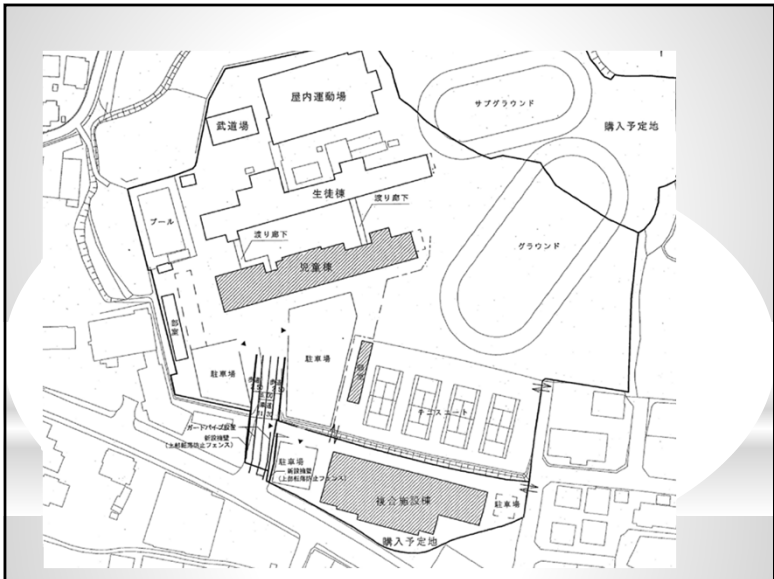 屋内運動場
サブグラウンド
武道場
購入予定地
生徒棟
プール
渡り廊下
渡り廊下
グラウンド
児童棟
部室
駐車場
駐車場
テニスコート
ガードパイプ設置
新設擁壁
(上部転落防止フェンス)
駐車場
新設擁壁
(上部転落防止フェンス)
複合施設棟
駐車場
購入予定地